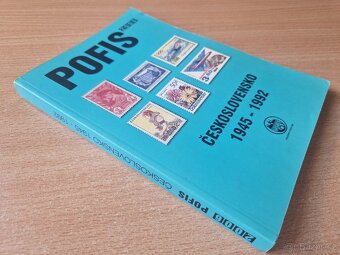 POFIS
ČESKOSLOVENSKO
1945 - 1992
POFIS ČESKOSLOVENSKO 1945 - 1992